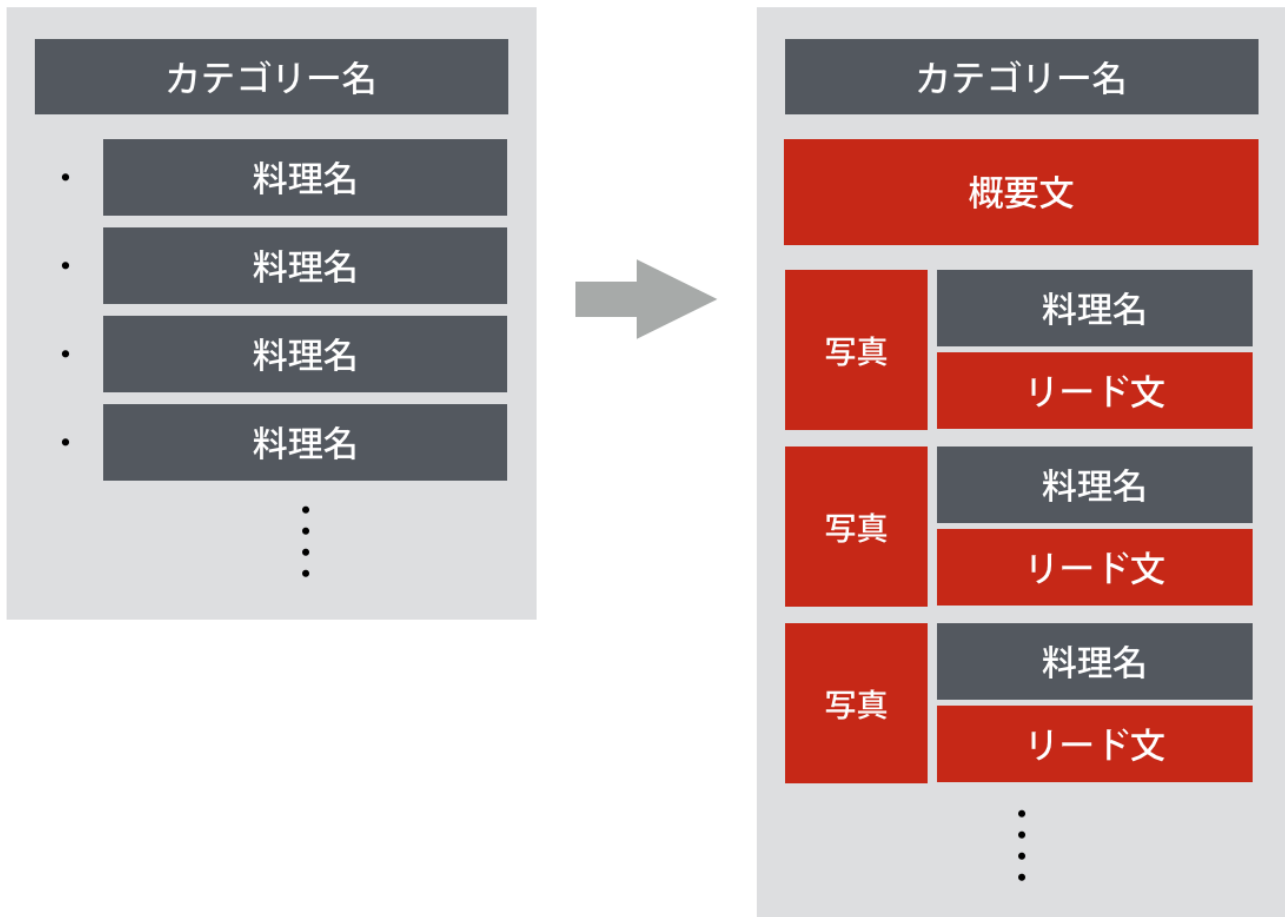 カテゴリー名
・ 料理名
・ 料理名
・ 料理名
・ 料理名
カテゴリー名
概要文
写真
料理名
リード文
写真
料理名
リード文
写真
料理名
リード文